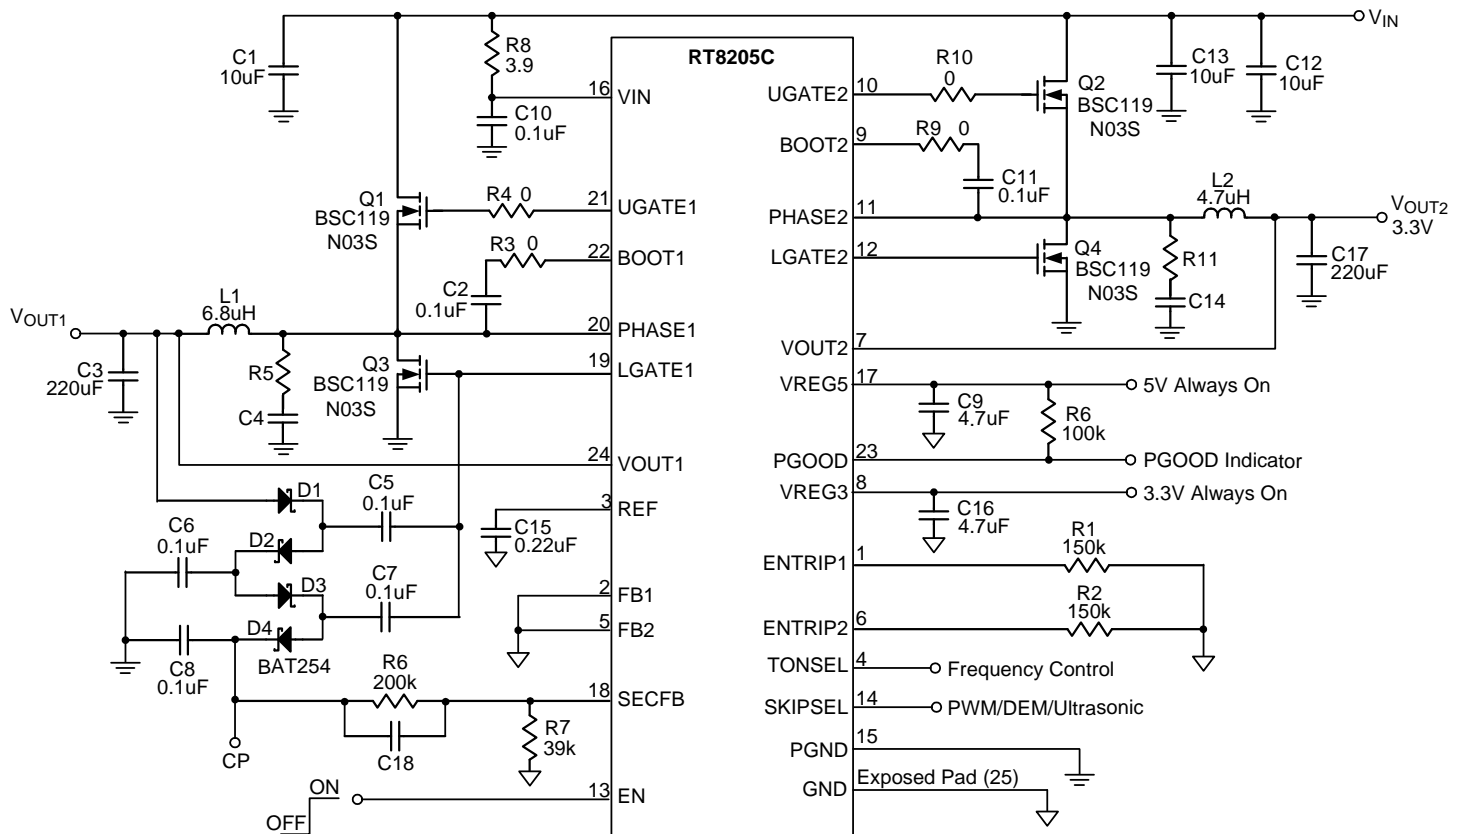 VIN
C1
10uF
R8
3.9
RT8205C
R10
0
C13
10uF
C12
10uF
16
VIN
C10
0.1uF
UGATE2
10
Q2
BSC119
N03S
BOOT2
9
R9 0
C11
0.1uF
Q1
BSC119
N03S
R4 0
21
UGATE1
R3 0
22
BOOT1
C2
0.1uF
PHASE2
11
L2
4.7uH
VOUT2
3.3V
LGATE2
12
Q4
BSC119
N03S
R11
C14
C17
220uF
VOUT1
L1
6.8uH
20
PHASE1
C3
220uF
R5
C4
Q3
BSC119
N03S
19
LGATE1
VOUT2
7
VREG5
17
5V Always On
C9
4.7uF
R6
100k
PGOOD
23
PGOOD Indicator
24
VOUT1
VREG3
8
3.3V Always On
C16
4.7uF
D1
C5
0.1uF
3
REF
C15
0.22uF
C6
0.1uF
D2
D3
C7
0.1uF
ENTRIP1
1
R1
150k
2
FB1
5
FB2
ENTRIP2
6
R2
150k
D4
BAT254
C8
0.1uF
TONSEL
4
Frequency Control
R6
200k
18
SECFB
SKIPSEL
14
PWM/DEM/Ultrasonic
C18
R7
39k
CP
PGND
15
GND
Exposed Pad (25)
ON
OFF
13
EN